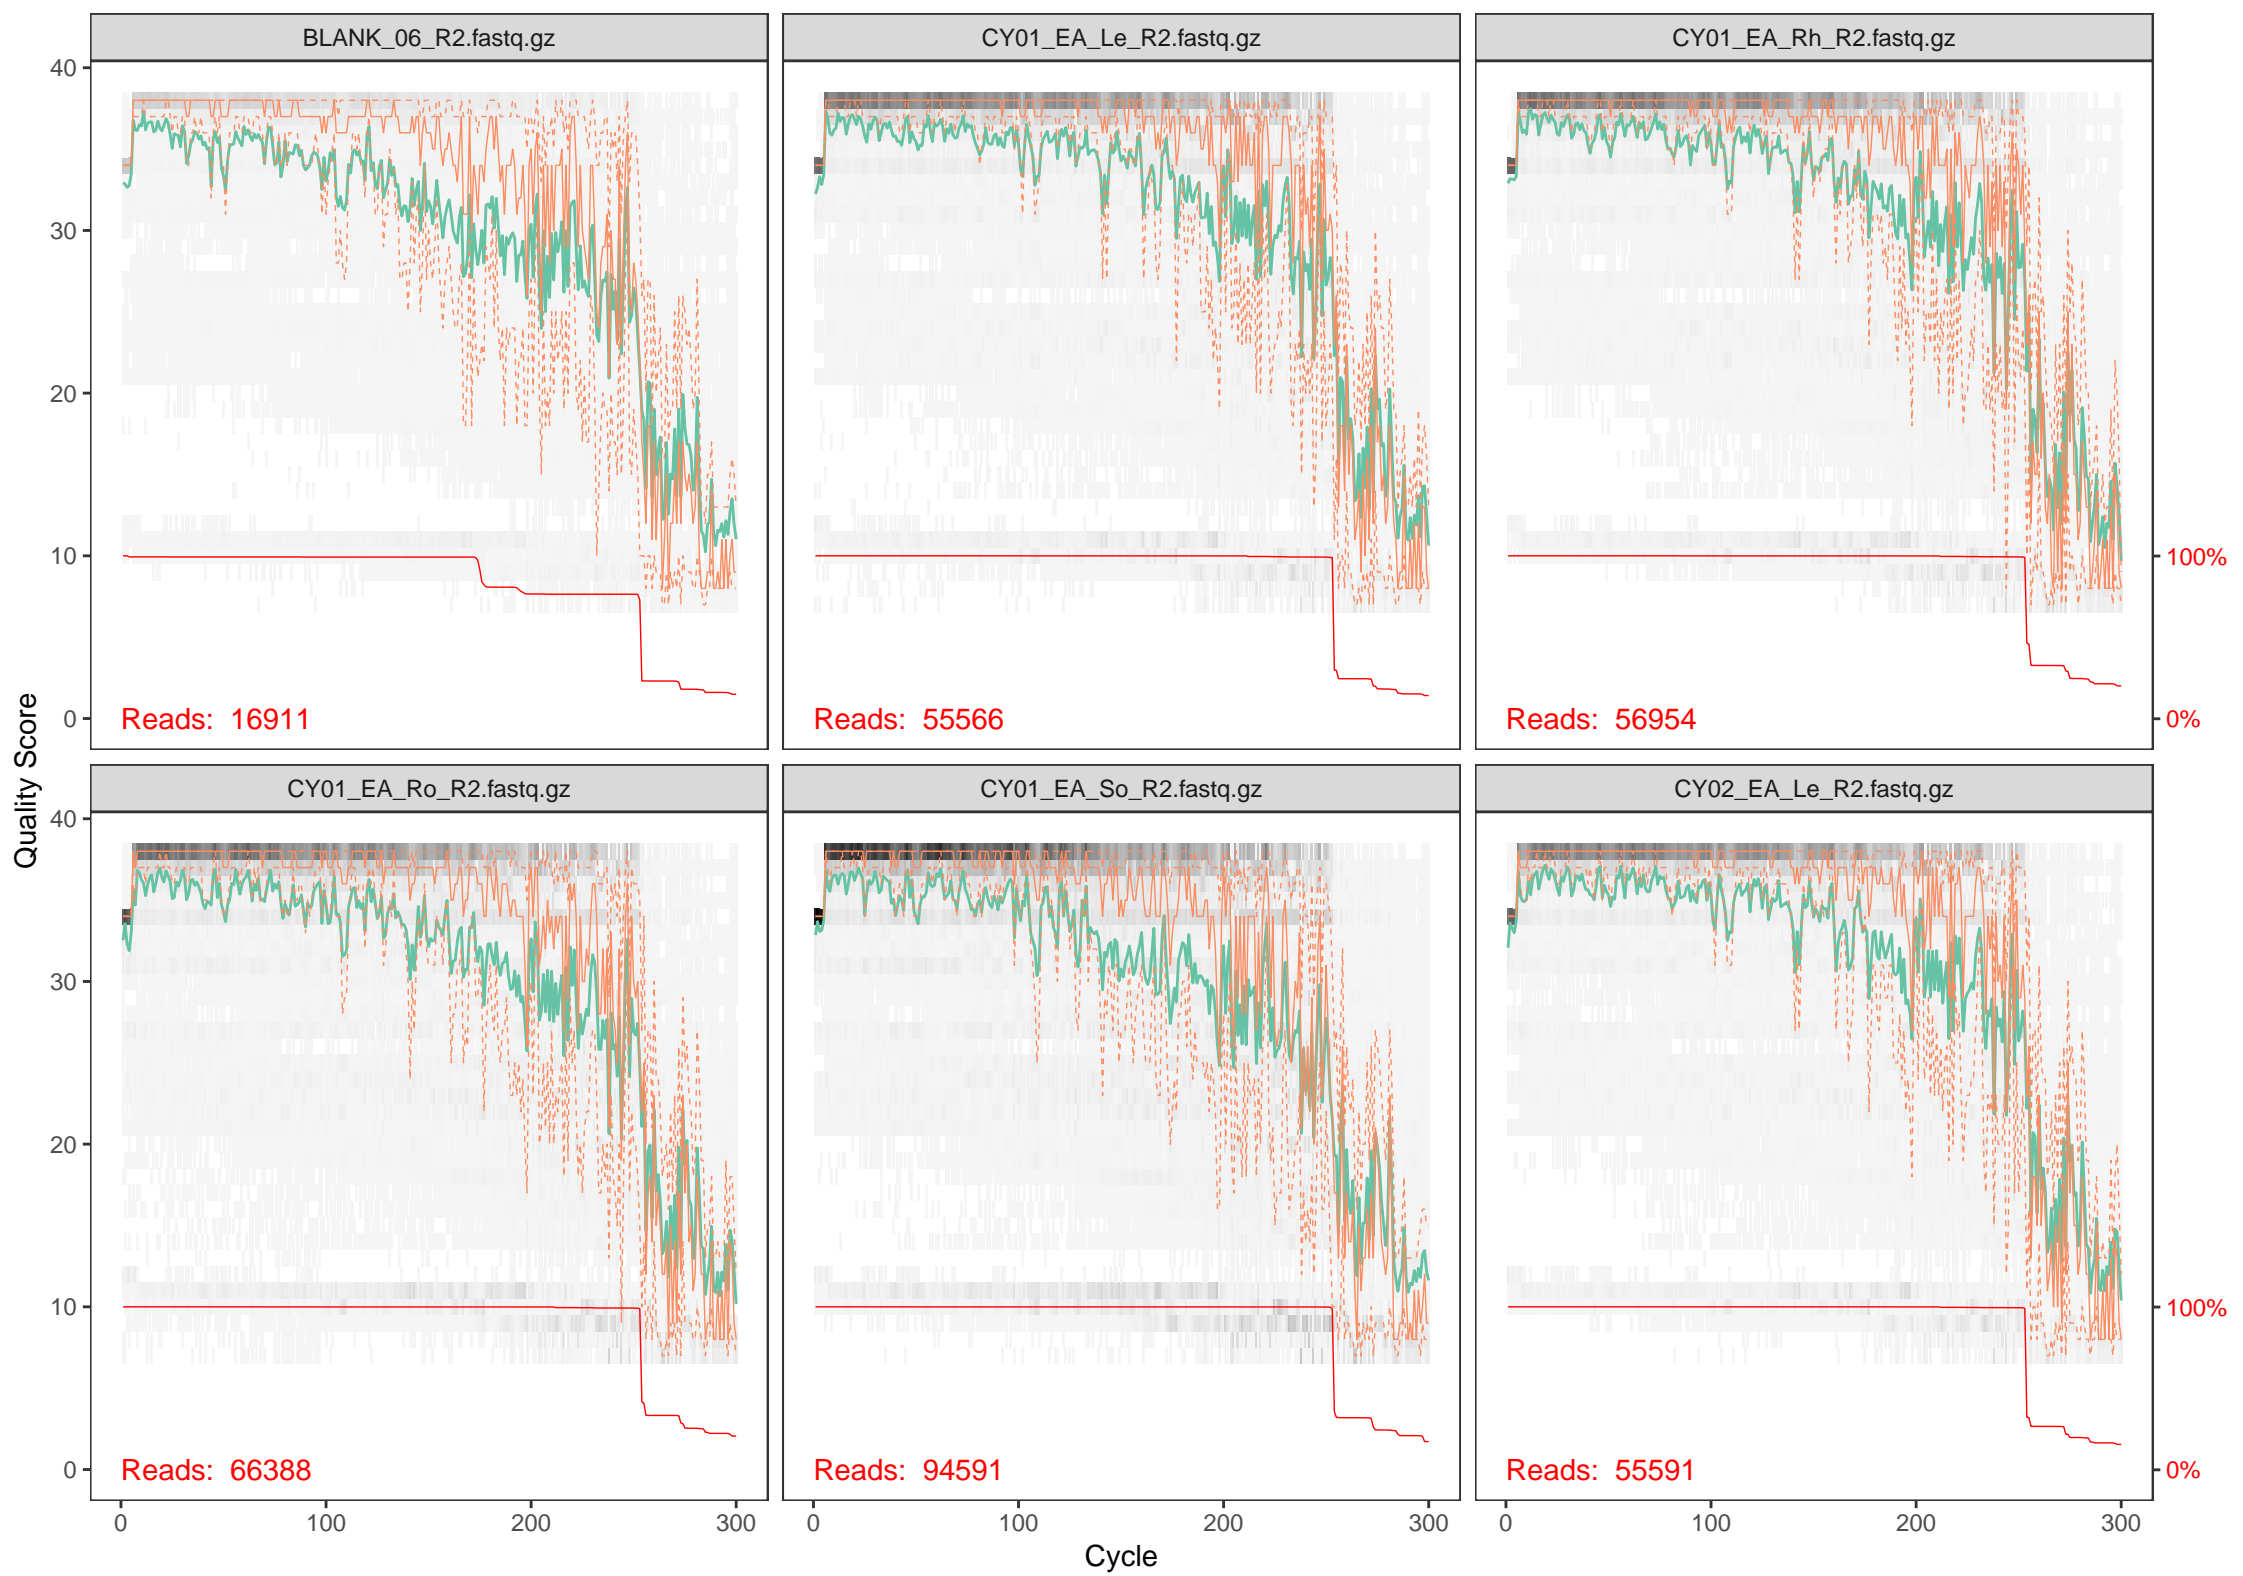 BLANK_06_R2.fastq.gz
CY01_EA_Le_R2.fastq.gz
CY01_EA_Rh_R2.fastq.gz
40
30
20
10
0
100%
0%
Reads: 16911
Reads: 55566
Reads: 56954
Quality Score
CY01_EA_Ro_R2.fastq.gz
CY01_EA_So_R2.fastq.gz
CY02_EA_Le_R2.fastq.gz
40
30
20
10
0
100%
0%
Reads: 66388
Reads: 94591
Reads: 55591
0 100 200 300
0 100 200 300
0 100 200 300
Cycle